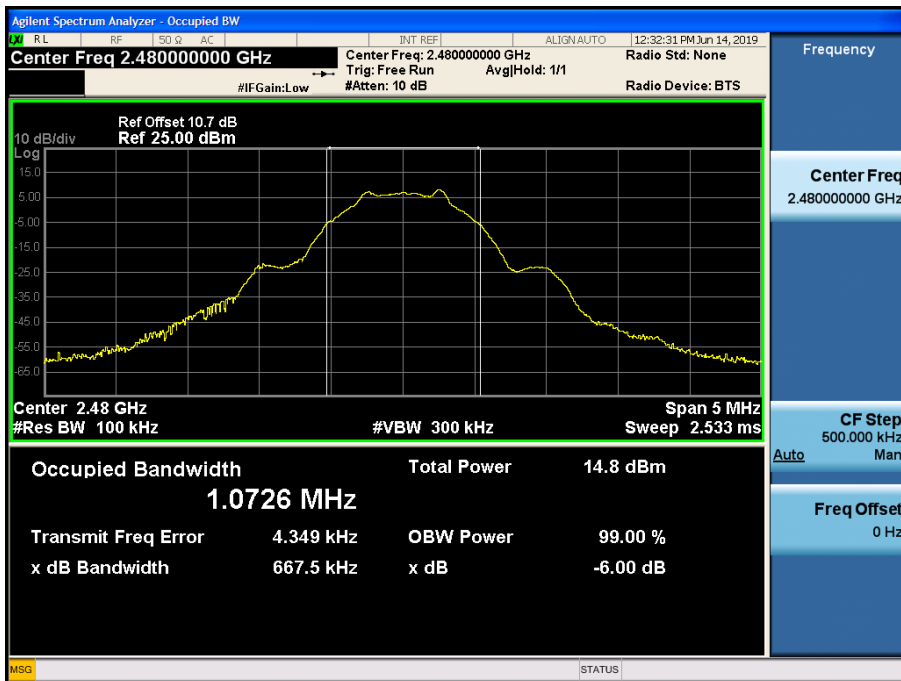 Agilent Spectrum Analyzer - Occupied BW
LXI RL RF 50 Ω AC INT REF ALIGN AUTO 12:32:31 PM Jun 14, 2019
Center Freq 2.480000000 GHz
Center Freq: 2.480000000 GHz
Radio Std: None
Trig: Free Run Avg|Hold: 1/1
#IFGain:Low
#Atten: 10 dB
Radio Device: BTS
Ref Offset 10.7 dB
10 dB/div Ref 25.00 dBm
Log
15.0
5.00
-5.00
-15.0
-25.0
-35.0
-45.0
-55.0
-65.0
Center 2.48 GHz Span 5 MHz
#Res BW 100 kHz #VBW 300 kHz Sweep 2.533 ms
Occupied Bandwidth Total Power 14.8 dBm
1.0726 MHz
Transmit Freq Error 4.349 kHz OBW Power 99.00 %
x dB Bandwidth 667.5 kHz x dB -6.00 dB
MSG STATUS
Frequency
Center Freq
2.480000000 GHz
CF Step
500.000 kHz
Auto Man
Freq Offset
0 Hz